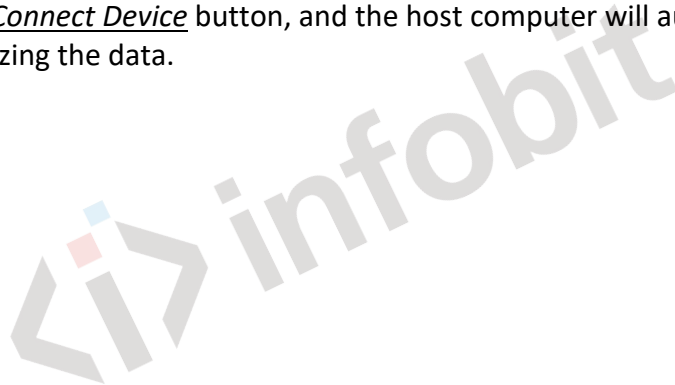 Connect Device button, and the host computer will au
zing the data.
<i> infobit